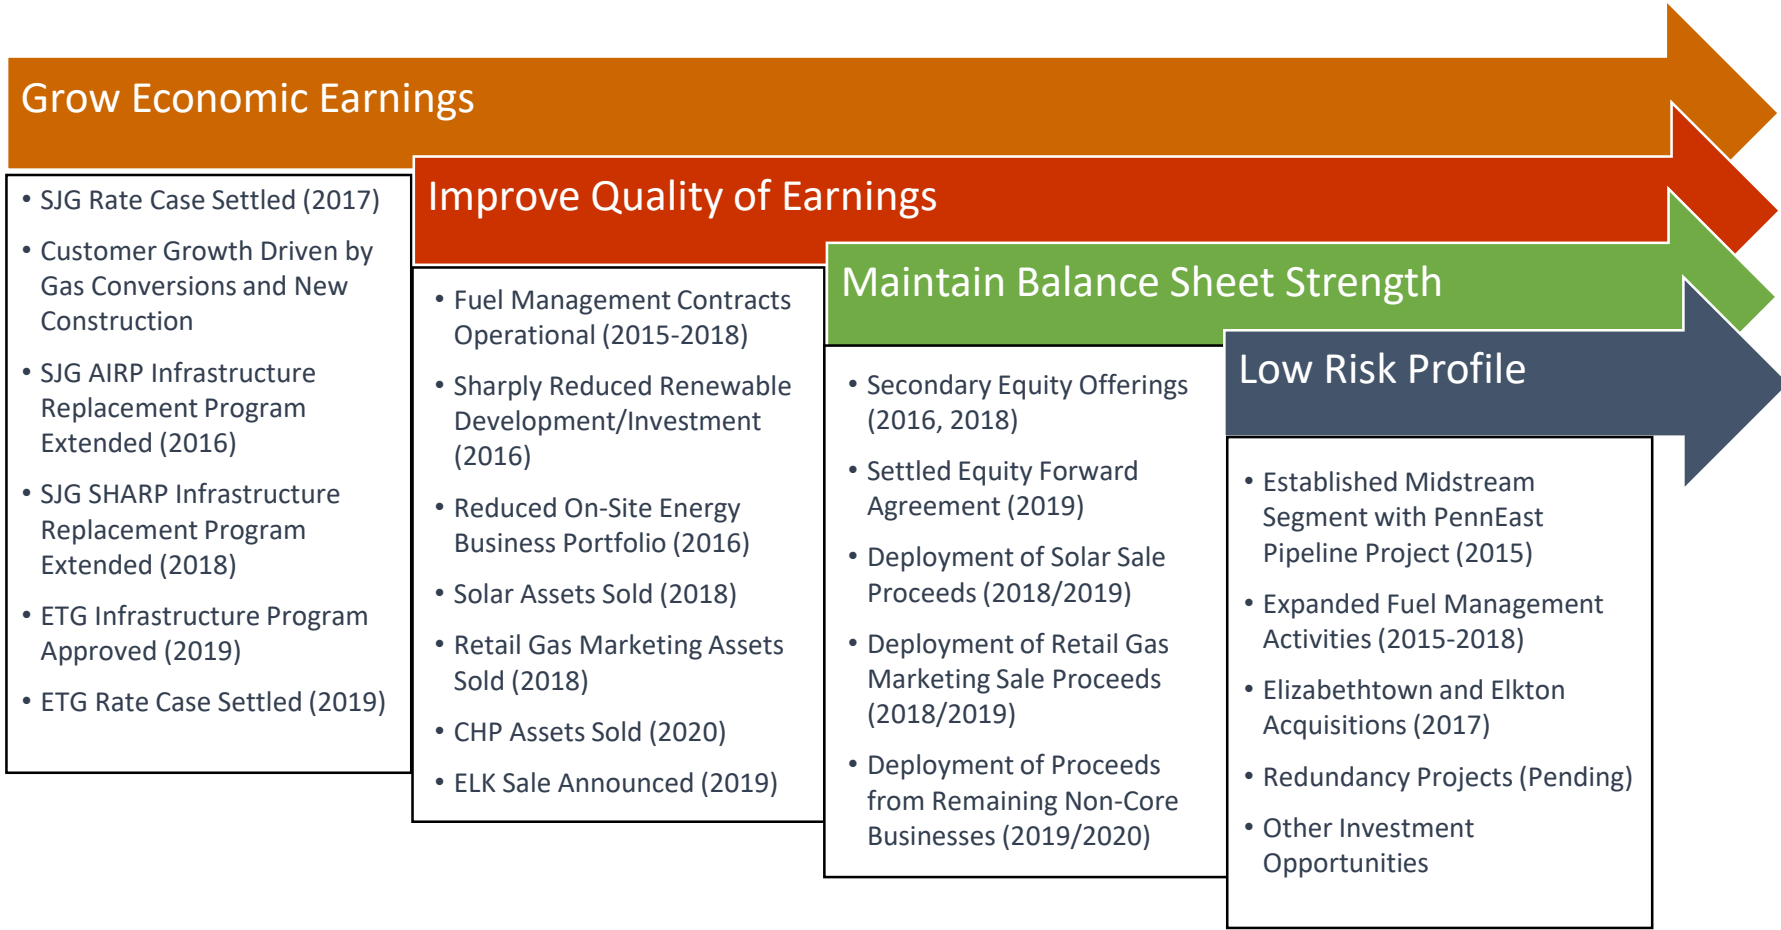 Grow Economic Earnings
• SJG Rate Case Settled (2017)
• Customer Growth Driven by
Gas Conversions and New
Construction
• SJG AIRP Infrastructure
Replacement Program
Extended (2016)
• SJG SHARP Infrastructure
Replacement Program
Extended (2018)
• ETG Infrastructure Program
Approved (2019)
• ETG Rate Case Settled (2019)
Improve Quality of Earnings
• Fuel Management Contracts
Operational (2015-2018)
• Sharply Reduced Renewable
Development/Investment
(2016)
• Reduced On-Site Energy
Business Portfolio (2016)
• Solar Assets Sold (2018)
• Retail Gas Marketing Assets
Sold (2018)
• CHP Assets Sold (2020)
• ELK Sale Announced (2019)
Maintain Balance Sheet Strength
• Secondary Equity Offerings
(2016, 2018)
• Settled Equity Forward
Agreement (2019)
• Deployment of Solar Sale
Proceeds (2018/2019)
• Deployment of Retail Gas
Marketing Sale Proceeds
(2018/2019)
• Deployment of Proceeds
from Remaining Non-Core
Businesses (2019/2020)
Low Risk Profile
• Established Midstream
Segment with PennEast
Pipeline Project (2015)
• Expanded Fuel Management
Activities (2015-2018)
• Elizabethtown and Elkton
Acquisitions (2017)
• Redundancy Projects (Pending)
• Other Investment
Opportunities